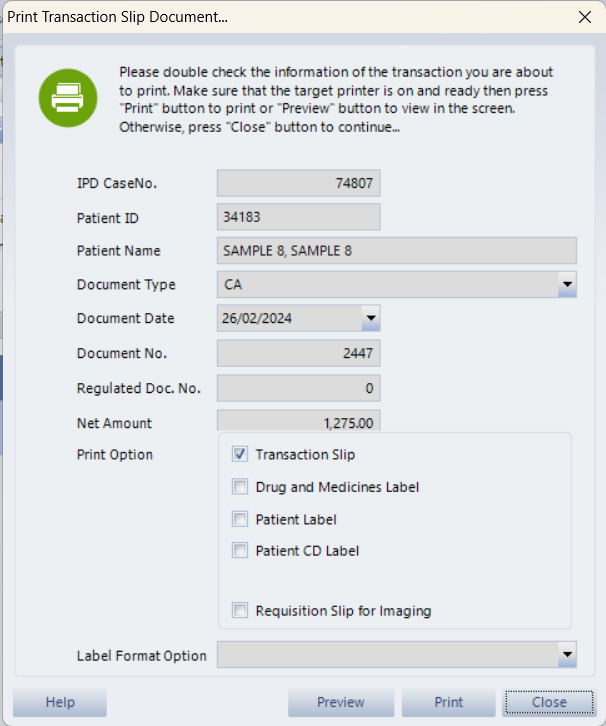 Print Transaction Slip Document...
Please double check the information of the transaction you are about
to print. Make sure that the target printer is on and ready then press
"Print" button to print or "Preview" button to view in the screen.
Otherwise, press "Close" button to continue...
IPD CaseNo. 74807
Patient ID 34183
Patient Name SAMPLE 8, SAMPLE 8
Document Type CA
Document Date 26/02/2024
Document No. 2447
Regulated Doc. No. 0
Net Amount 1,275.00
Print Option Transaction Slip
Drug and Medicines Label
Patient Label
Patient CD Label
Requisition Slip for Imaging
Label Format Option
Help Preview Print Close